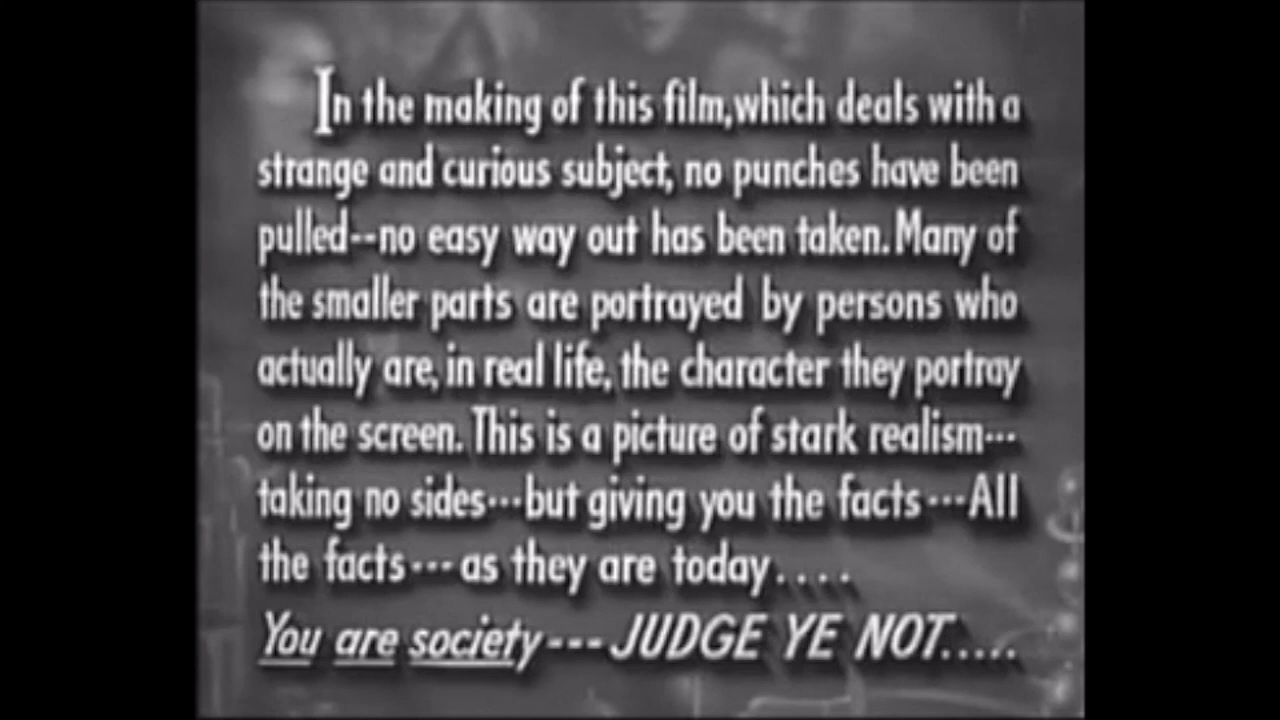 In the making of this film, which deals with a
strange and curious subject, no punches have been
pulled--no easy way out has been taken. Many of
the smaller parts are portrayed by persons who
actually are, in real life, the character they portray
on the screen. This is a picture of stark realism---
taking no sides---but giving you the facts---All
the facts---as they are today....
You are society---JUDGE YE NOT.....